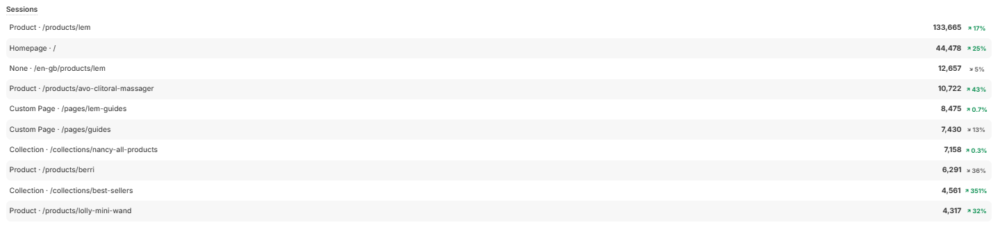 Sessions
Product · /products/lem 133,665 ↗ 17%
Homepage · / 44,478 ↗ 25%
None · /en-gb/products/lem 12,657 ↘ 5%
Product · /products/avo-clitoral-massager 10,722 ↗ 43%
Custom Page · /pages/lem-guides 8,475 ↗ 0.7%
Custom Page · /pages/guides 7,430 ↘ 13%
Collection · /collections/nancy-all-products 7,158 ↗ 0.3%
Product · /products/berri 6,291 ↘ 36%
Collection · /collections/best-sellers 4,561 ↗ 351%
Product · /products/lolly-mini-wand 4,317 ↗ 32%